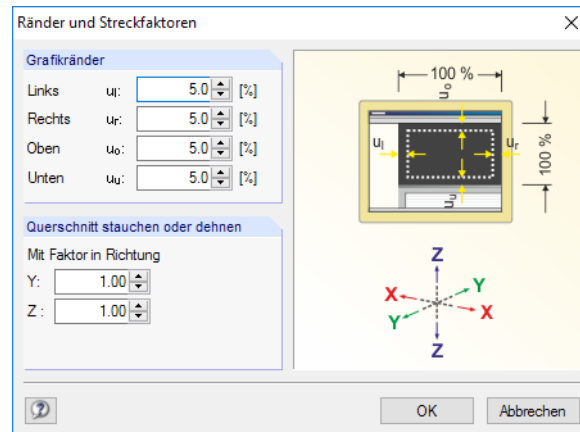 Ränder und Streckfaktoren
Grafikränder
Links ul: 5.0 [%]
Rechts ur: 5.0 [%]
Oben uo: 5.0 [%]
Unten uu: 5.0 [%]
Querschnitt stauchen oder dehnen
Mit Faktor in Richtung
Y: 1.00
Z : 1.00
100 %
uo
ul
ur
100 %
uu
Z
X Y
Y X
Z
OK Abbrechen